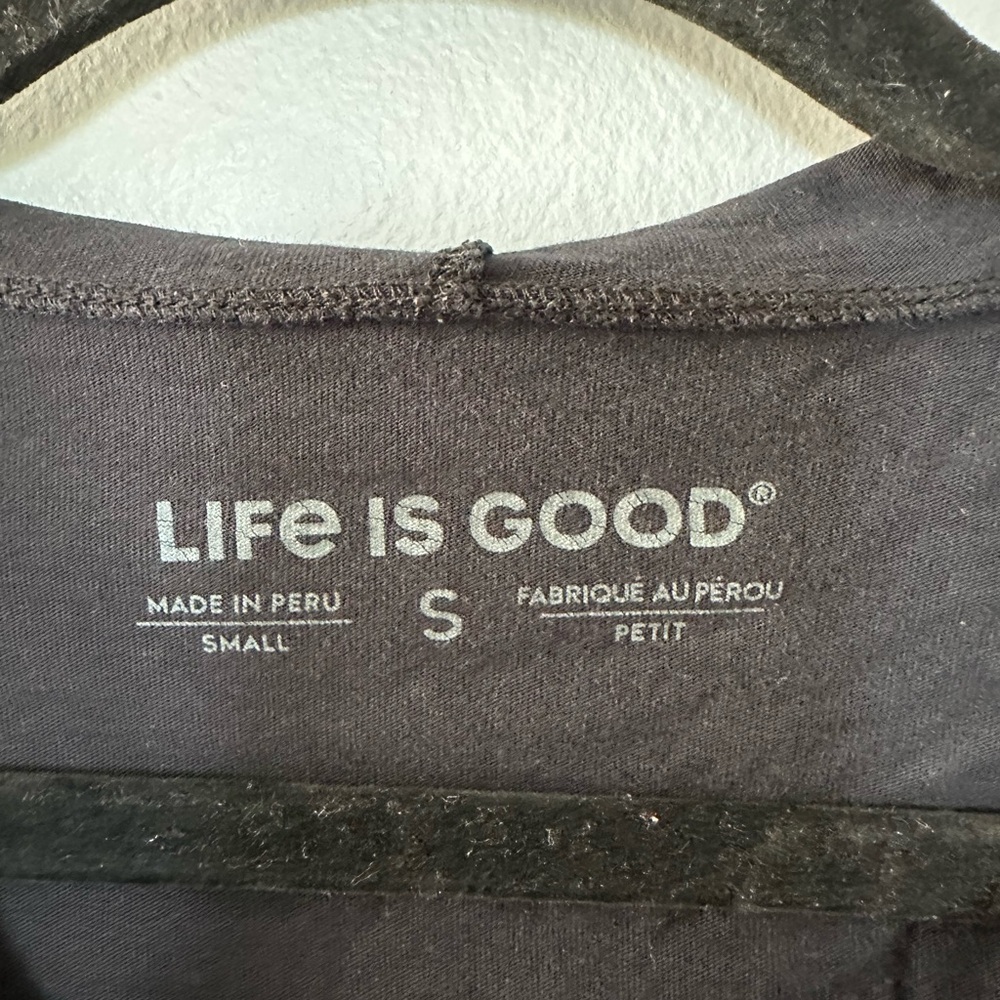 LIFe IS GOOD®
MADE IN PERU
SMALL
S
FABRIQUÉ AU PÉROU
PETIT